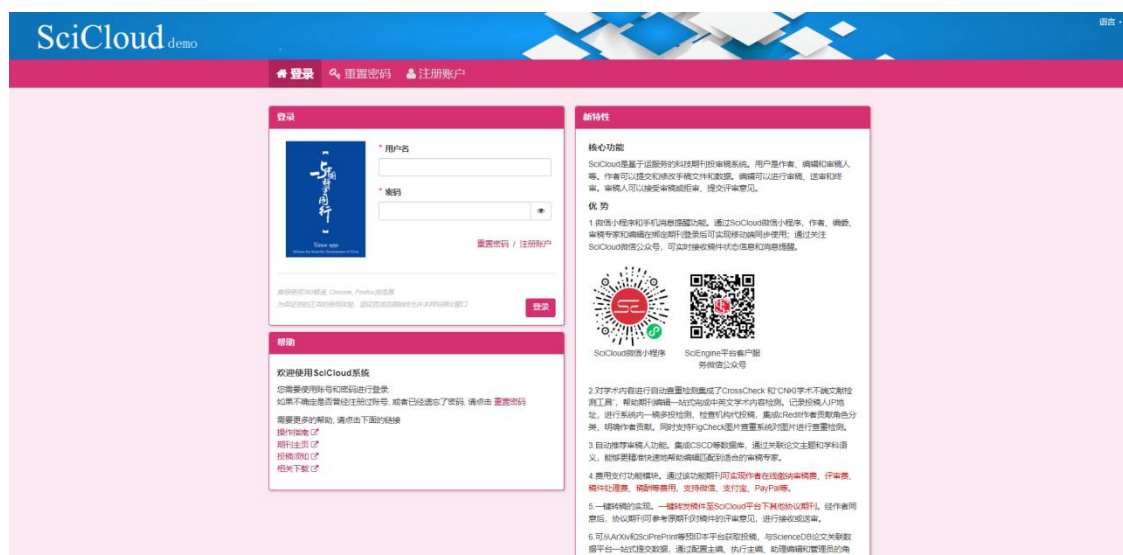 SciCloud demo
语言
登录 重置密码 注册账户
登录
* 用户名
* 密码
Since 1950
重置密码 / 注册账户
登录
帮助
欢迎使用SciCloud系统
您需要使用账号和密码进行登录.
如果不确定是否曾经注册过账号, 或者已经遗忘了密码, 请点击 重置密码
需要更多的帮助, 请点击下面的链接
操作指南
期刊主页
投稿须知
相关下载
新特性
核心功能
SciCloud是基于云服务的科技期刊投审稿系统。用户是作者、编辑和审稿人
等。作者可以提交和修改手稿文件和数据。编辑可以进行审稿、送审和终
审。审稿人可以接受审稿或拒审、提交评审意见。
优 势
1.微信小程序和手机消息提醒功能。通过SciCloud微信小程序，作者、编委、
审稿专家和编辑在绑定期刊登录后可实现移动端同步使用；通过关注
SciCloud微信公众号，可实时接收稿件状态信息和消息提醒。
SciCloud微信小程序
SciEngine平台客户服
务微信公众号
2.对学术内容进行自动查重检测集成了CrossCheck 和"CNKI学术不端文献检
测工具"，帮助期刊编辑一站式完成中英文学术内容检测。记录投稿人IP地
址，进行系统内一稿多投检测，检查机构代投稿，集成cRedit作者贡献角色分
类，明确作者贡献。同时支持FigCheck图片查重系统对图片进行查重检测。
3.自动推荐审稿人功能。集成CSCD等数据库，通过关联论文主题和学科语
义，能够更精准快速地帮助编辑匹配到适合的审稿专家。
4.费用支付功能模块。通过该功能期刊可实现作者在线缴纳审稿费、评审费、
稿件处理费、稿酬等费用，支持微信、支付宝、PayPal等。
5.一键转稿的实现。一键转发稿件至SciCloud平台下其他协议期刊。经作者同
意后，协议期刊可参考原期刊对稿件的评审意见，进行接收或送审。
6.可从ArXiv和SciPrePrint等预印本平台获取投稿，与ScienceDB论文关联数
据平台一站式提交数据，通过配置主编、执行主编、助理编辑和管理员的角